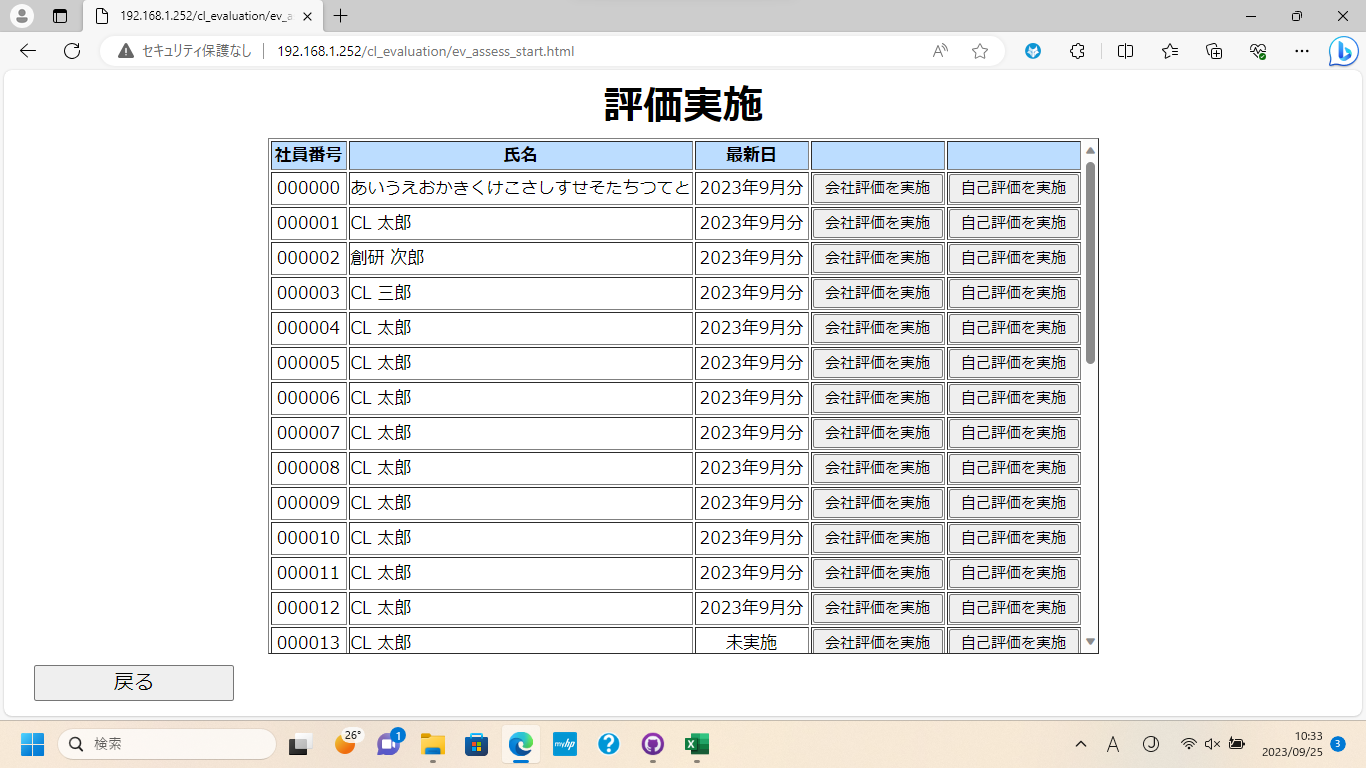 192.168.1.252/cl_evaluation/ev_a
セキュリティ保護なし 192.168.1.252/cl_evaluation/ev_assess_start.html
評価実施
社員番号 氏名 最新日
000000 あいうえおかきくけこさしすせそたちつてと 2023年9月分 会社評価を実施 自己評価を実施
000001 CL 太郎 2023年9月分 会社評価を実施 自己評価を実施
000002 創研 次郎 2023年9月分 会社評価を実施 自己評価を実施
000003 CL 三郎 2023年9月分 会社評価を実施 自己評価を実施
000004 CL 太郎 2023年9月分 会社評価を実施 自己評価を実施
000005 CL 太郎 2023年9月分 会社評価を実施 自己評価を実施
000006 CL 太郎 2023年9月分 会社評価を実施 自己評価を実施
000007 CL 太郎 2023年9月分 会社評価を実施 自己評価を実施
000008 CL 太郎 2023年9月分 会社評価を実施 自己評価を実施
000009 CL 太郎 2023年9月分 会社評価を実施 自己評価を実施
000010 CL 太郎 2023年9月分 会社評価を実施 自己評価を実施
000011 CL 太郎 2023年9月分 会社評価を実施 自己評価を実施
000012 CL 太郎 2023年9月分 会社評価を実施 自己評価を実施
000013 CL 太郎 未実施 会社評価を実施 自己評価を実施
戻る
検索 26° 1 myhp A J 10:33
2023/09/25 3